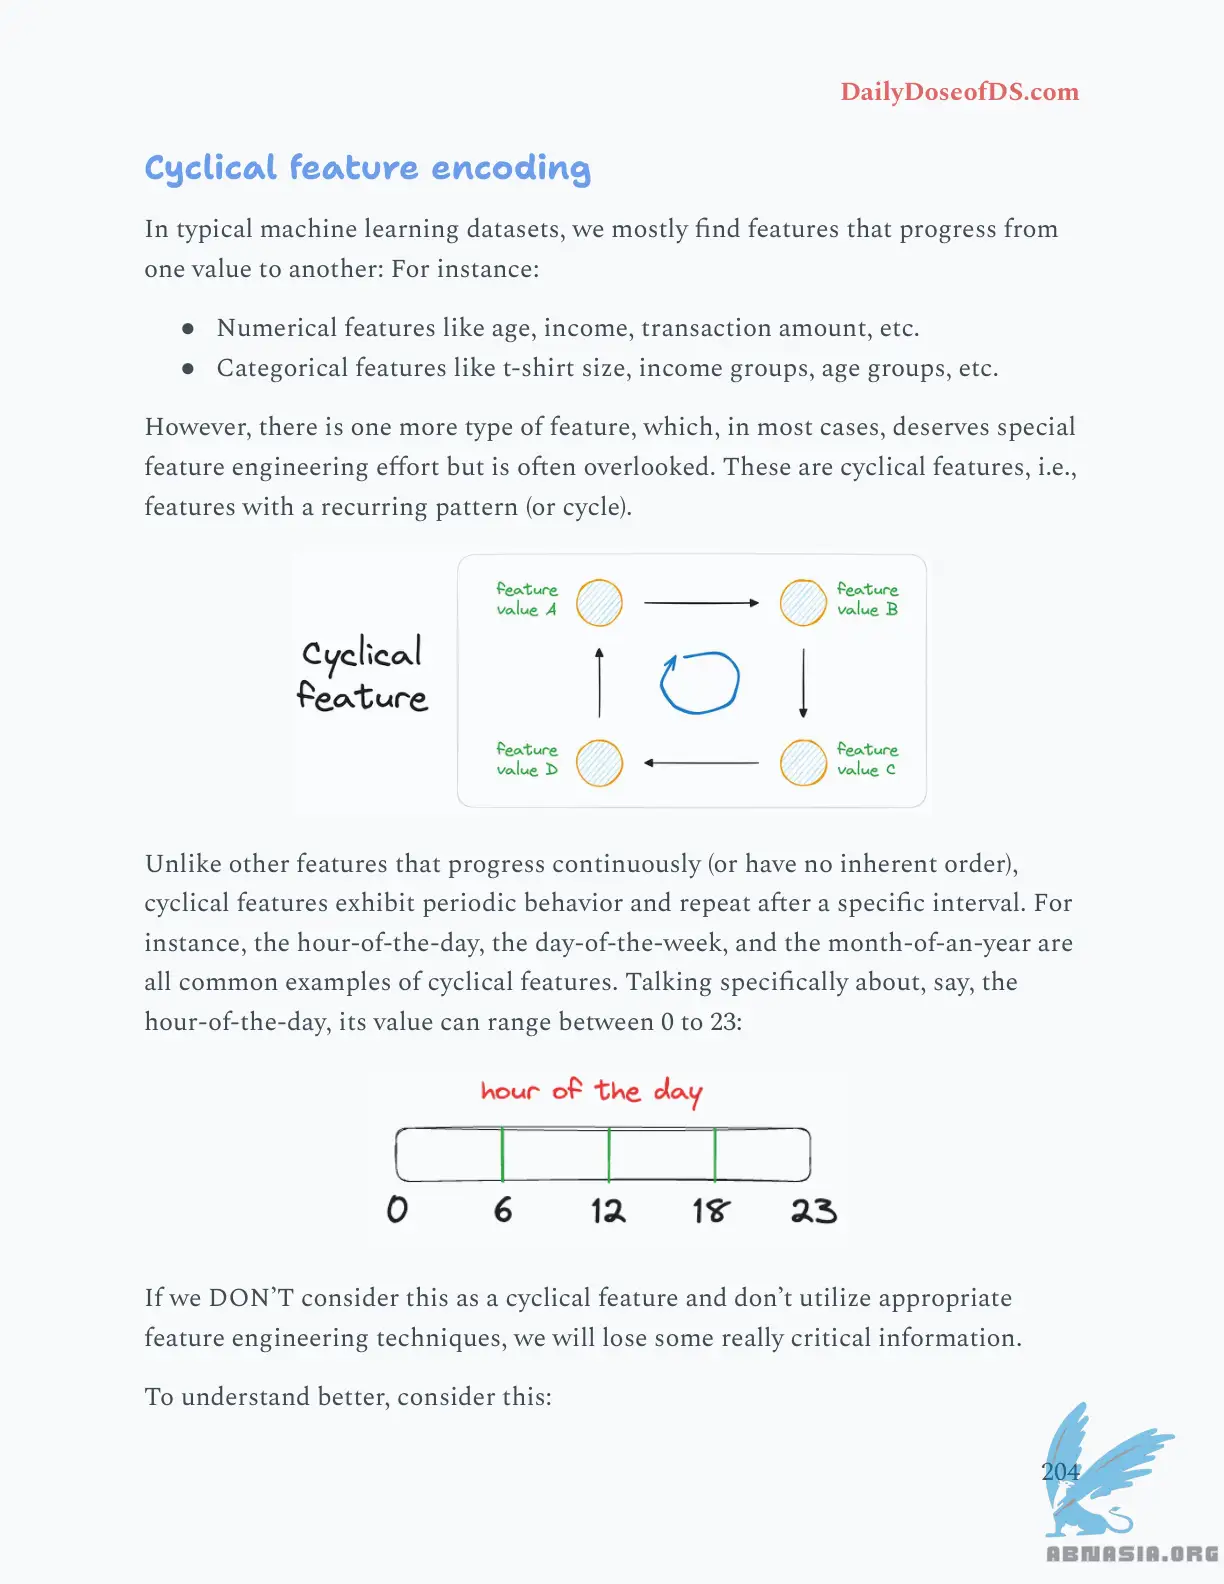 DailyDoseofDS.com
Cyclical feature encoding
In typical machine learning datasets, we mostly find features that progress from
one value to another: For instance:
● Numerical features like age, income, transaction amount, etc.
● Categorical features like t-shirt size, income groups, age groups, etc.
However, there is one more type of feature, which, in most cases, deserves special
feature engineering effort but is often overlooked. These are cyclical features, i.e.,
features with a recurring pattern (or cycle).
Cyclical
feature
feature
value A
feature
value B
feature
value D
feature
value C
Unlike other features that progress continuously (or have no inherent order),
cyclical features exhibit periodic behavior and repeat after a specific interval. For
instance, the hour-of-the-day, the day-of-the-week, and the month-of-an-year are
all common examples of cyclical features. Talking specifically about, say, the
hour-of-the-day, its value can range between 0 to 23:
hour of the day
0 6 12 18 23
If we DON’T consider this as a cyclical feature and don’t utilize appropriate
feature engineering techniques, we will lose some really critical information.
To understand better, consider this:
204
ABNASIA.ORG